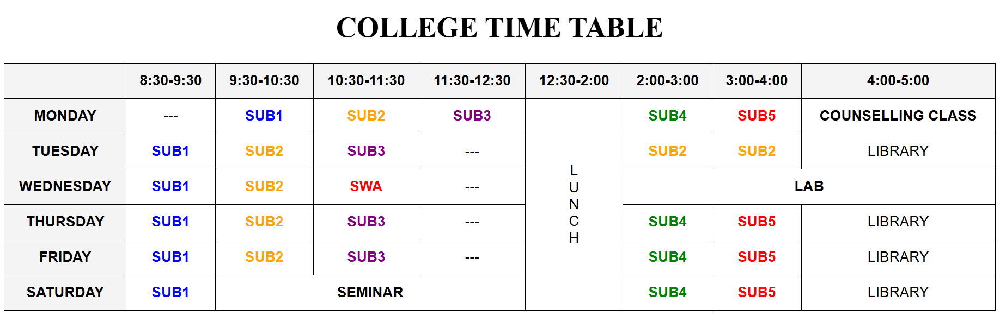 COLLEGE TIME TABLE
8:30-9:30 9:30-10:30 10:30-11:30 11:30-12:30 12:30-2:00 2:00-3:00 3:00-4:00 4:00-5:00
MONDAY --- SUB1 SUB2 SUB3 SUB4 SUB5 COUNSELLING CLASS
TUESDAY SUB1 SUB2 SUB3 --- SUB2 SUB2 LIBRARY
WEDNESDAY SUB1 SUB2 SWA --- LAB
THURSDAY SUB1 SUB2 SUB3 --- SUB4 SUB5 LIBRARY
FRIDAY SUB1 SUB2 SUB3 --- SUB4 SUB5 LIBRARY
SATURDAY SUB1 SEMINAR SUB4 SUB5 LIBRARY
L
U
N
C
H